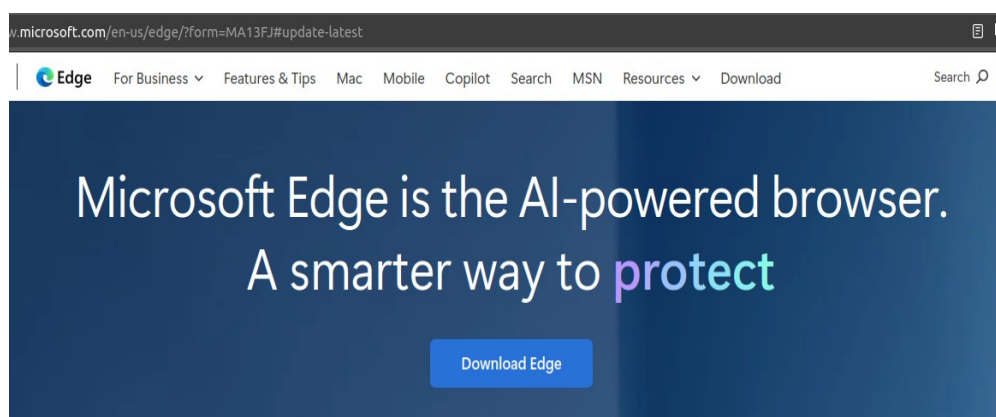 w.microsoft.com/en-us/edge/?form=MA13FJ#update-latest
Edge For Business Features & Tips Mac Mobile Copilot Search MSN Resources Download Search
Microsoft Edge is the AI-powered browser.
A smarter way to protect
Download Edge